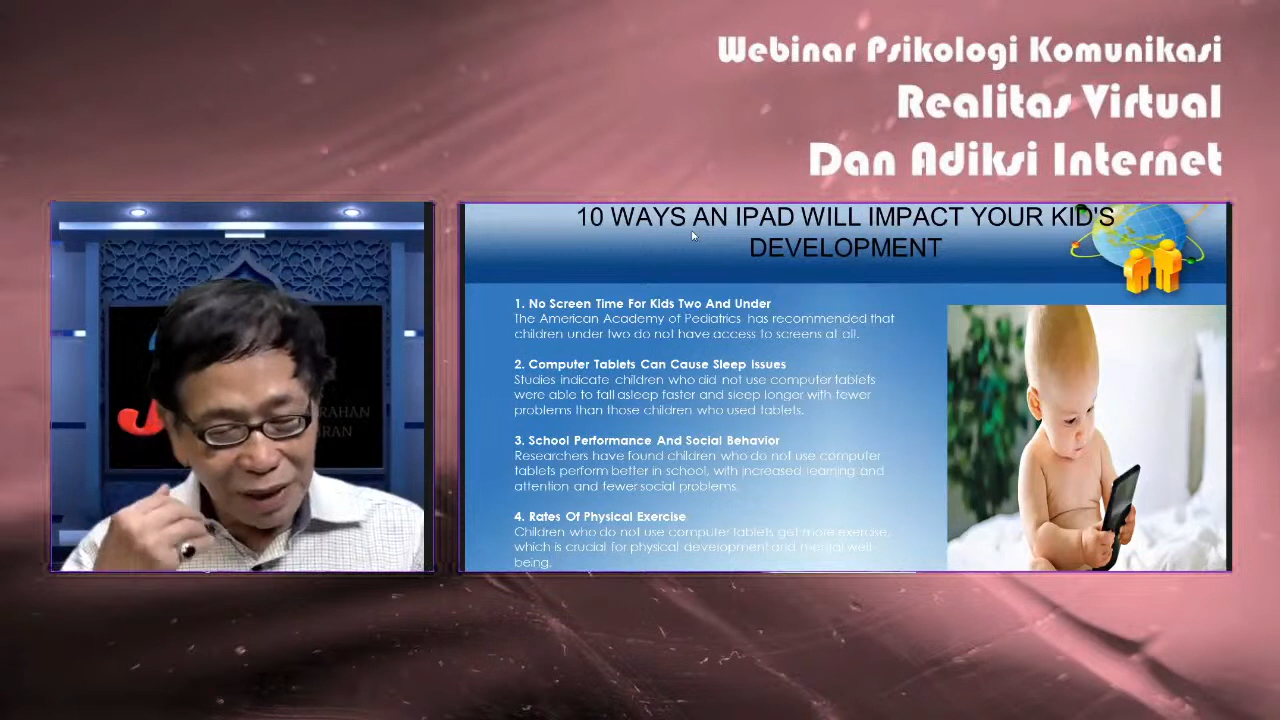 Webinar Psikologi Komunikasi
Realitas Virtual
Dan Adiksi Internet
10 WAYS AN IPAD WILL IMPACT YOUR KID'S
DEVELOPMENT
1. No Screen Time For Kids Two And Under
The American Academy of Pediatrics has recommended that
children under two do not have access to screens at all.
2. Computer Tablets Can Cause Sleep Issues
Studies indicate children who did not use computer tablets
were able to fall asleep faster and sleep longer with fewer
problems than those children who used tablets.
3. School Performance And Social Behavior
Researchers have found children who do not use computer
tablets perform better in school, with increased learning and
attention and fewer social problems.
4. Rates Of Physical Exercise
Children who do not use computer tablets get more exercise,
which is crucial for physical development and mental well-
being.